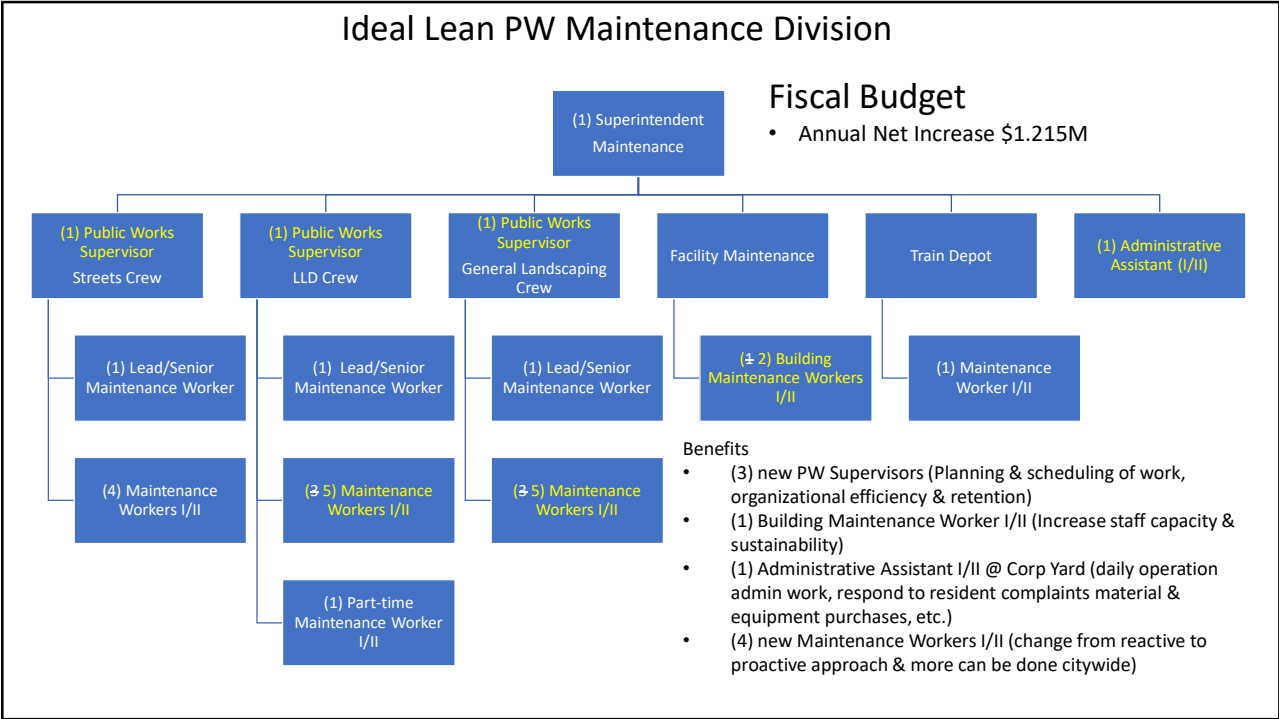 Ideal Lean PW Maintenance Division
Fiscal Budget
• Annual Net Increase $1.215M
(1) Superintendent
Maintenance
(1) Public Works
Supervisor
Streets Crew
(1) Public Works
Supervisor
LLD Crew
(1) Public Works
Supervisor
General Landscaping
Crew
Facility Maintenance
Train Depot
(1) Administrative
Assistant (I/II)
(1) Lead/Senior
Maintenance Worker
(1) Lead/Senior
Maintenance Worker
(1) Lead/Senior
Maintenance Worker
(1 2) Building
Maintenance Workers
I/II
(1) Maintenance
Worker I/II
(4) Maintenance
Workers I/II
(3 5) Maintenance
Workers I/II
(3 5) Maintenance
Workers I/II
(1) Part-time
Maintenance Worker
I/II
Benefits
• (3) new PW Supervisors (Planning & scheduling of work,
organizational efficiency & retention)
• (1) Building Maintenance Worker I/II (Increase staff capacity &
sustainability)
• (1) Administrative Assistant I/II @ Corp Yard (daily operation
admin work, respond to resident complaints material &
equipment purchases, etc.)
• (4) new Maintenance Workers I/II (change from reactive to
proactive approach & more can be done citywide)